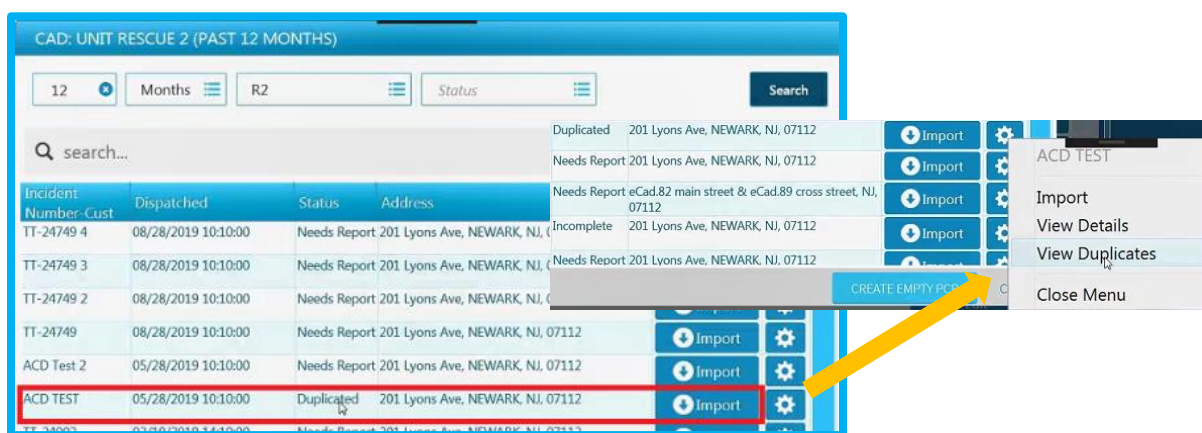 CAD: UNIT RESCUE 2 (PAST 12 MONTHS)
12 Months R2 Status Search
search...
Incident Number-Cust Dispatched Status Address
TT-24749 4 08/28/2019 10:10:00 Needs Report 201 Lyons Ave, NEWARK, NJ,
TT-24749 3 08/28/2019 10:10:00 Needs Report 201 Lyons Ave, NEWARK, NJ,
TT-24749 2 08/28/2019 10:10:00 Needs Report 201 Lyons Ave, NEWARK, NJ,
TT-24749 08/28/2019 10:10:00 Needs Report 201 Lyons Ave, NEWARK, NJ, 07112 Import
ACD Test 2 05/28/2019 10:10:00 Needs Report 201 Lyons Ave, NEWARK, NJ, 07112 Import
ACD TEST 05/28/2019 10:10:00 Duplicated 201 Lyons Ave, NEWARK, NJ, 07112 Import
Duplicated 201 Lyons Ave, NEWARK, NJ, 07112 Import
Needs Report 201 Lyons Ave, NEWARK, NJ, 07112 Import
Needs Report eCad.82 main street & eCad.89 cross street, NJ, Import
07112
Incomplete 201 Lyons Ave, NEWARK, NJ, 07112 Import
Needs Report 201 Lyons Ave, NEWARK, NJ, 07112
CREATE EMPTY PCR
ACD TEST
Import
View Details
View Duplicates
Close Menu